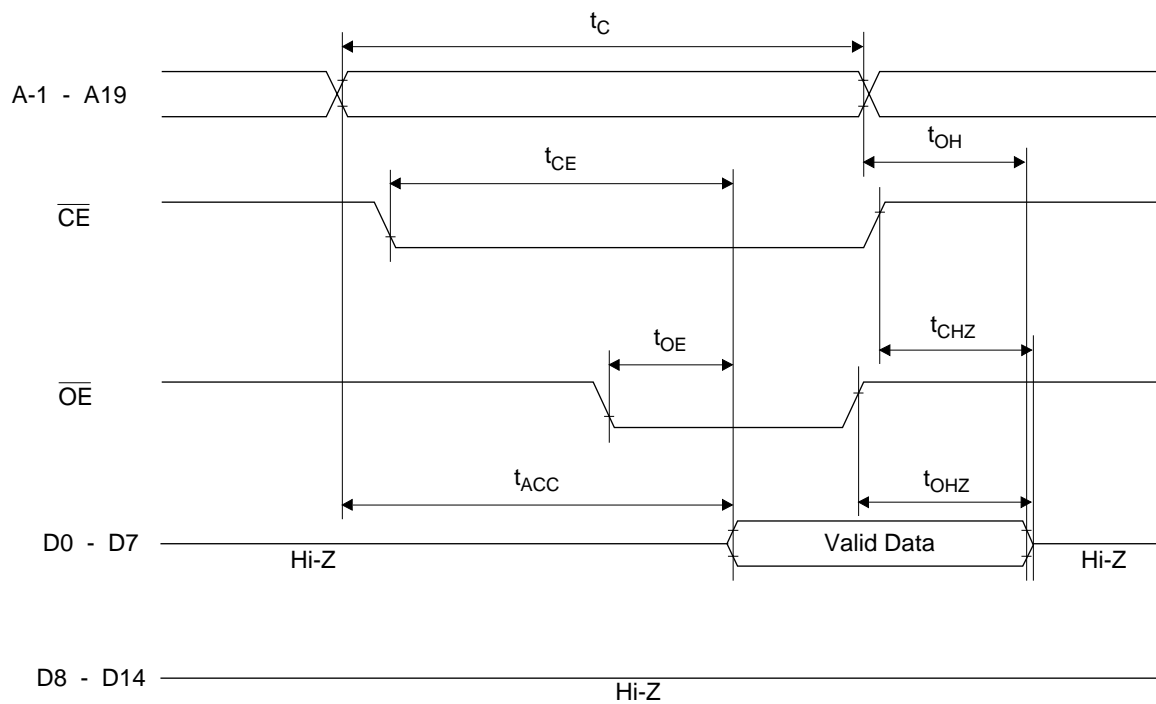 tC
A-1 - A19
tOH
tCE
CE
tCHZ
tOE
OE
tACC
tOHZ
D0 - D7
Hi-Z
Valid Data
Hi-Z
D8 - D14
Hi-Z